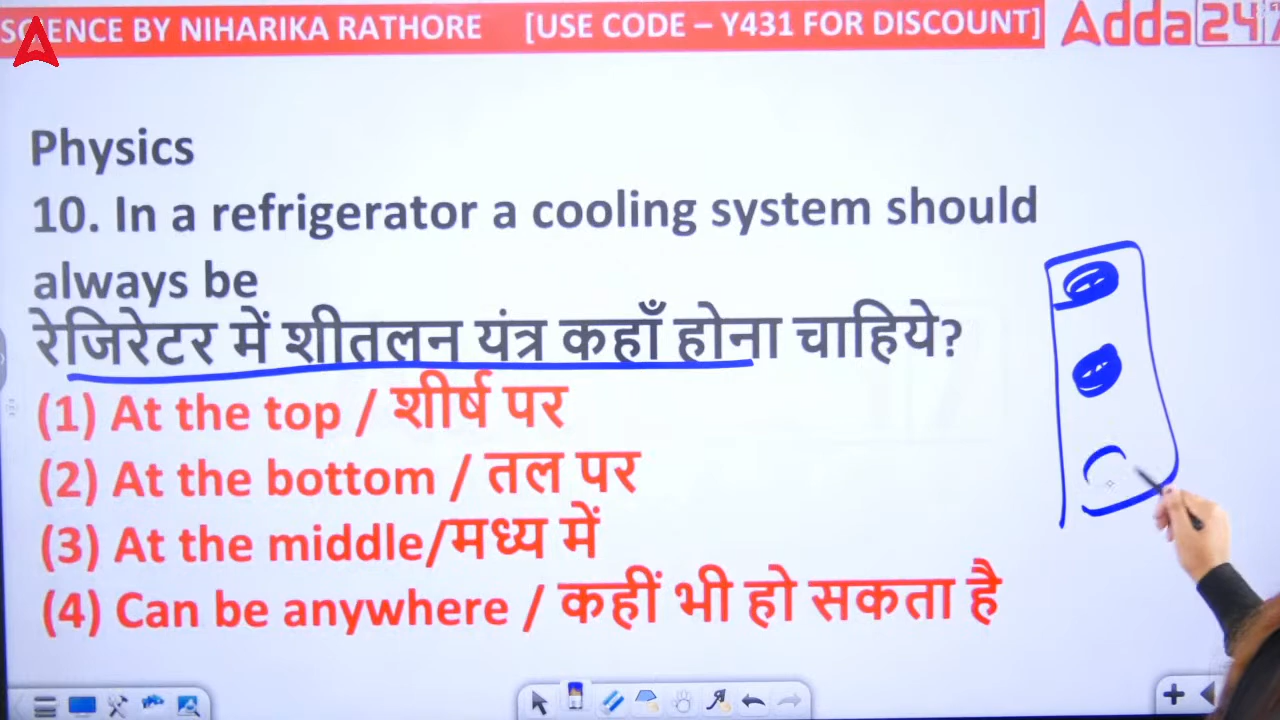 SCIENCE BY NIHARIKA RATHORE [USE CODE – Y431 FOR DISCOUNT]
Adda 247
Physics
10. In a refrigerator a cooling system should
always be
रेजिरेटर में शीतलन यंत्र कहाँ होना चाहिये?
(1) At the top / शीर्ष पर
(2) At the bottom / तल पर
(3) At the middle/मध्य में
(4) Can be anywhere / कहीं भी हो सकता है